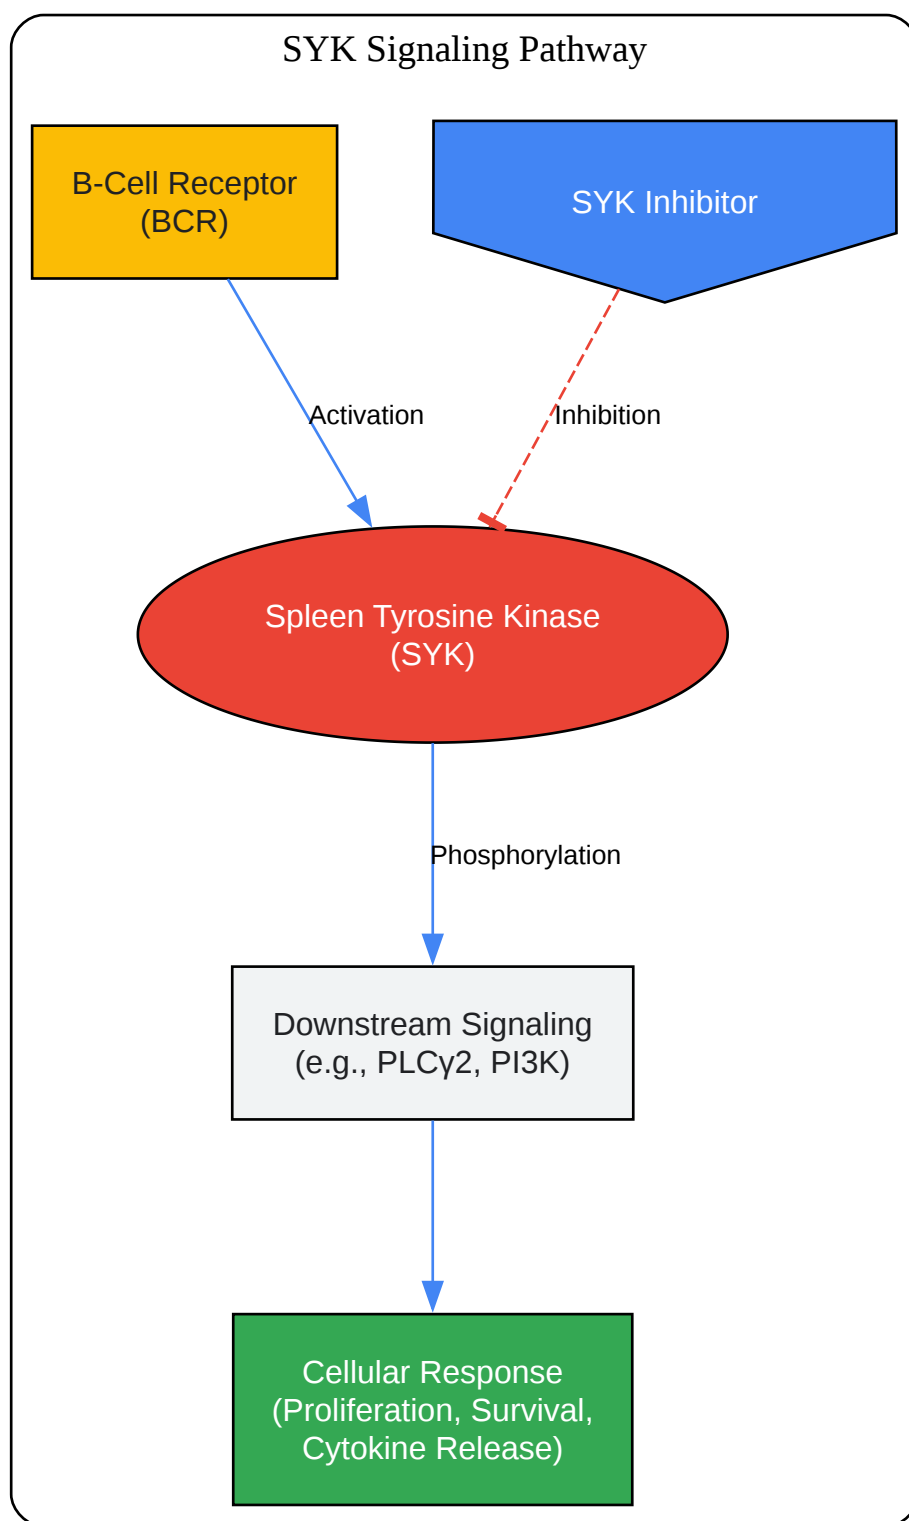 SYK Signaling Pathway
B-Cell Receptor
(BCR)
SYK Inhibitor
Activation
Inhibition
Spleen Tyrosine Kinase
(SYK)
Phosphorylation
Downstream Signaling
(e.g., PLCγ2, PI3K)
Cellular Response
(Proliferation, Survival,
Cytokine Release)